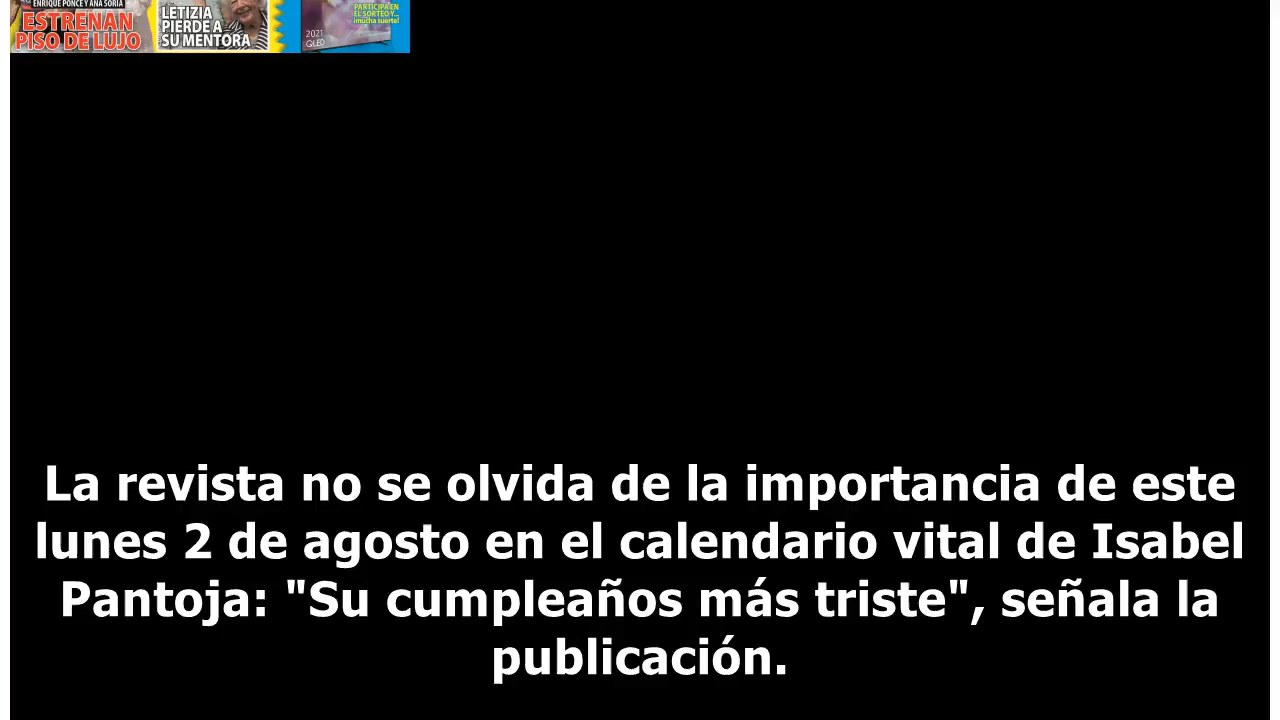 ENRIQUE PONCE Y ANA SORIA
ESTRENAN
PISO DE LUJO
LETIZIA
PIERDE A
SU MENTORA
2021
QLED
PARTICIPA EN
EL SORTEO Y...
¡mucha suerte!
La revista no se olvida de la importancia de este
lunes 2 de agosto en el calendario vital de Isabel
Pantoja: "Su cumpleaños más triste", señala la
publicación.